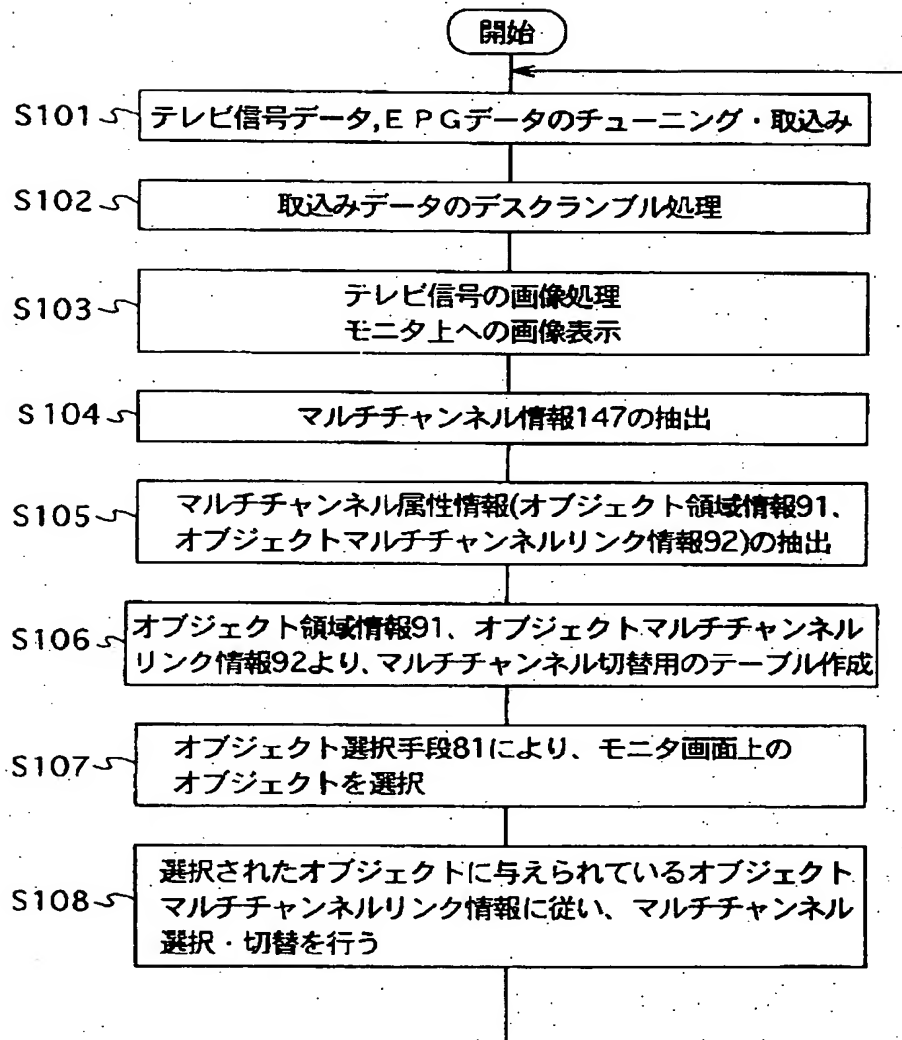 開始
S101 テレビ信号データ,EPGデータのチューニング・取込み
S102 取込みデータのデスクランブル処理
S103 テレビ信号の画像処理
モニタ上への画像表示
S104 マルチチャンネル情報147の抽出
S105 マルチチャンネル属性情報(オブジェクト領域情報91、
オブジェクトマルチチャンネルリンク情報92)の抽出
S106 オブジェクト領域情報91、オブジェクトマルチチャンネル
リンク情報92より、マルチチャンネル切替用のテーブル作成
S107 オブジェクト選択手段81により、モニタ画面上の
オブジェクトを選択
S108 選択されたオブジェクトに与えられているオブジェクト
マルチチャンネルリンク情報に従い、マルチチャンネル
選択・切替を行う